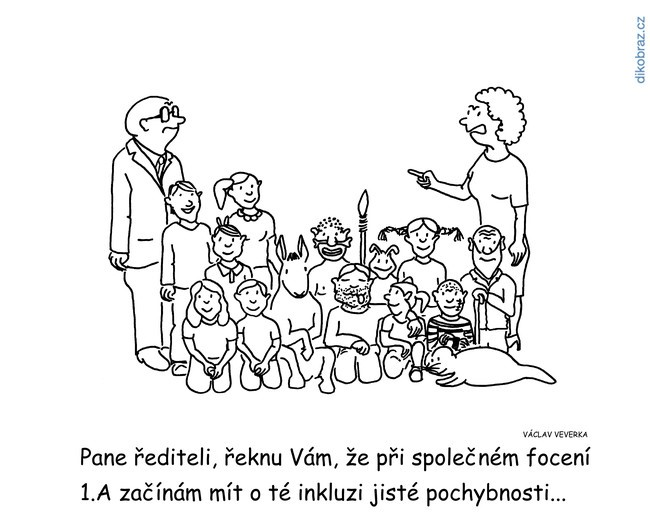 dikobraz.cz
VÁCLAV VEVERKA
Pane řediteli, řeknu Vám, že při společném focení
1.A začínám mít o té inkluzi jisté pochybnosti...